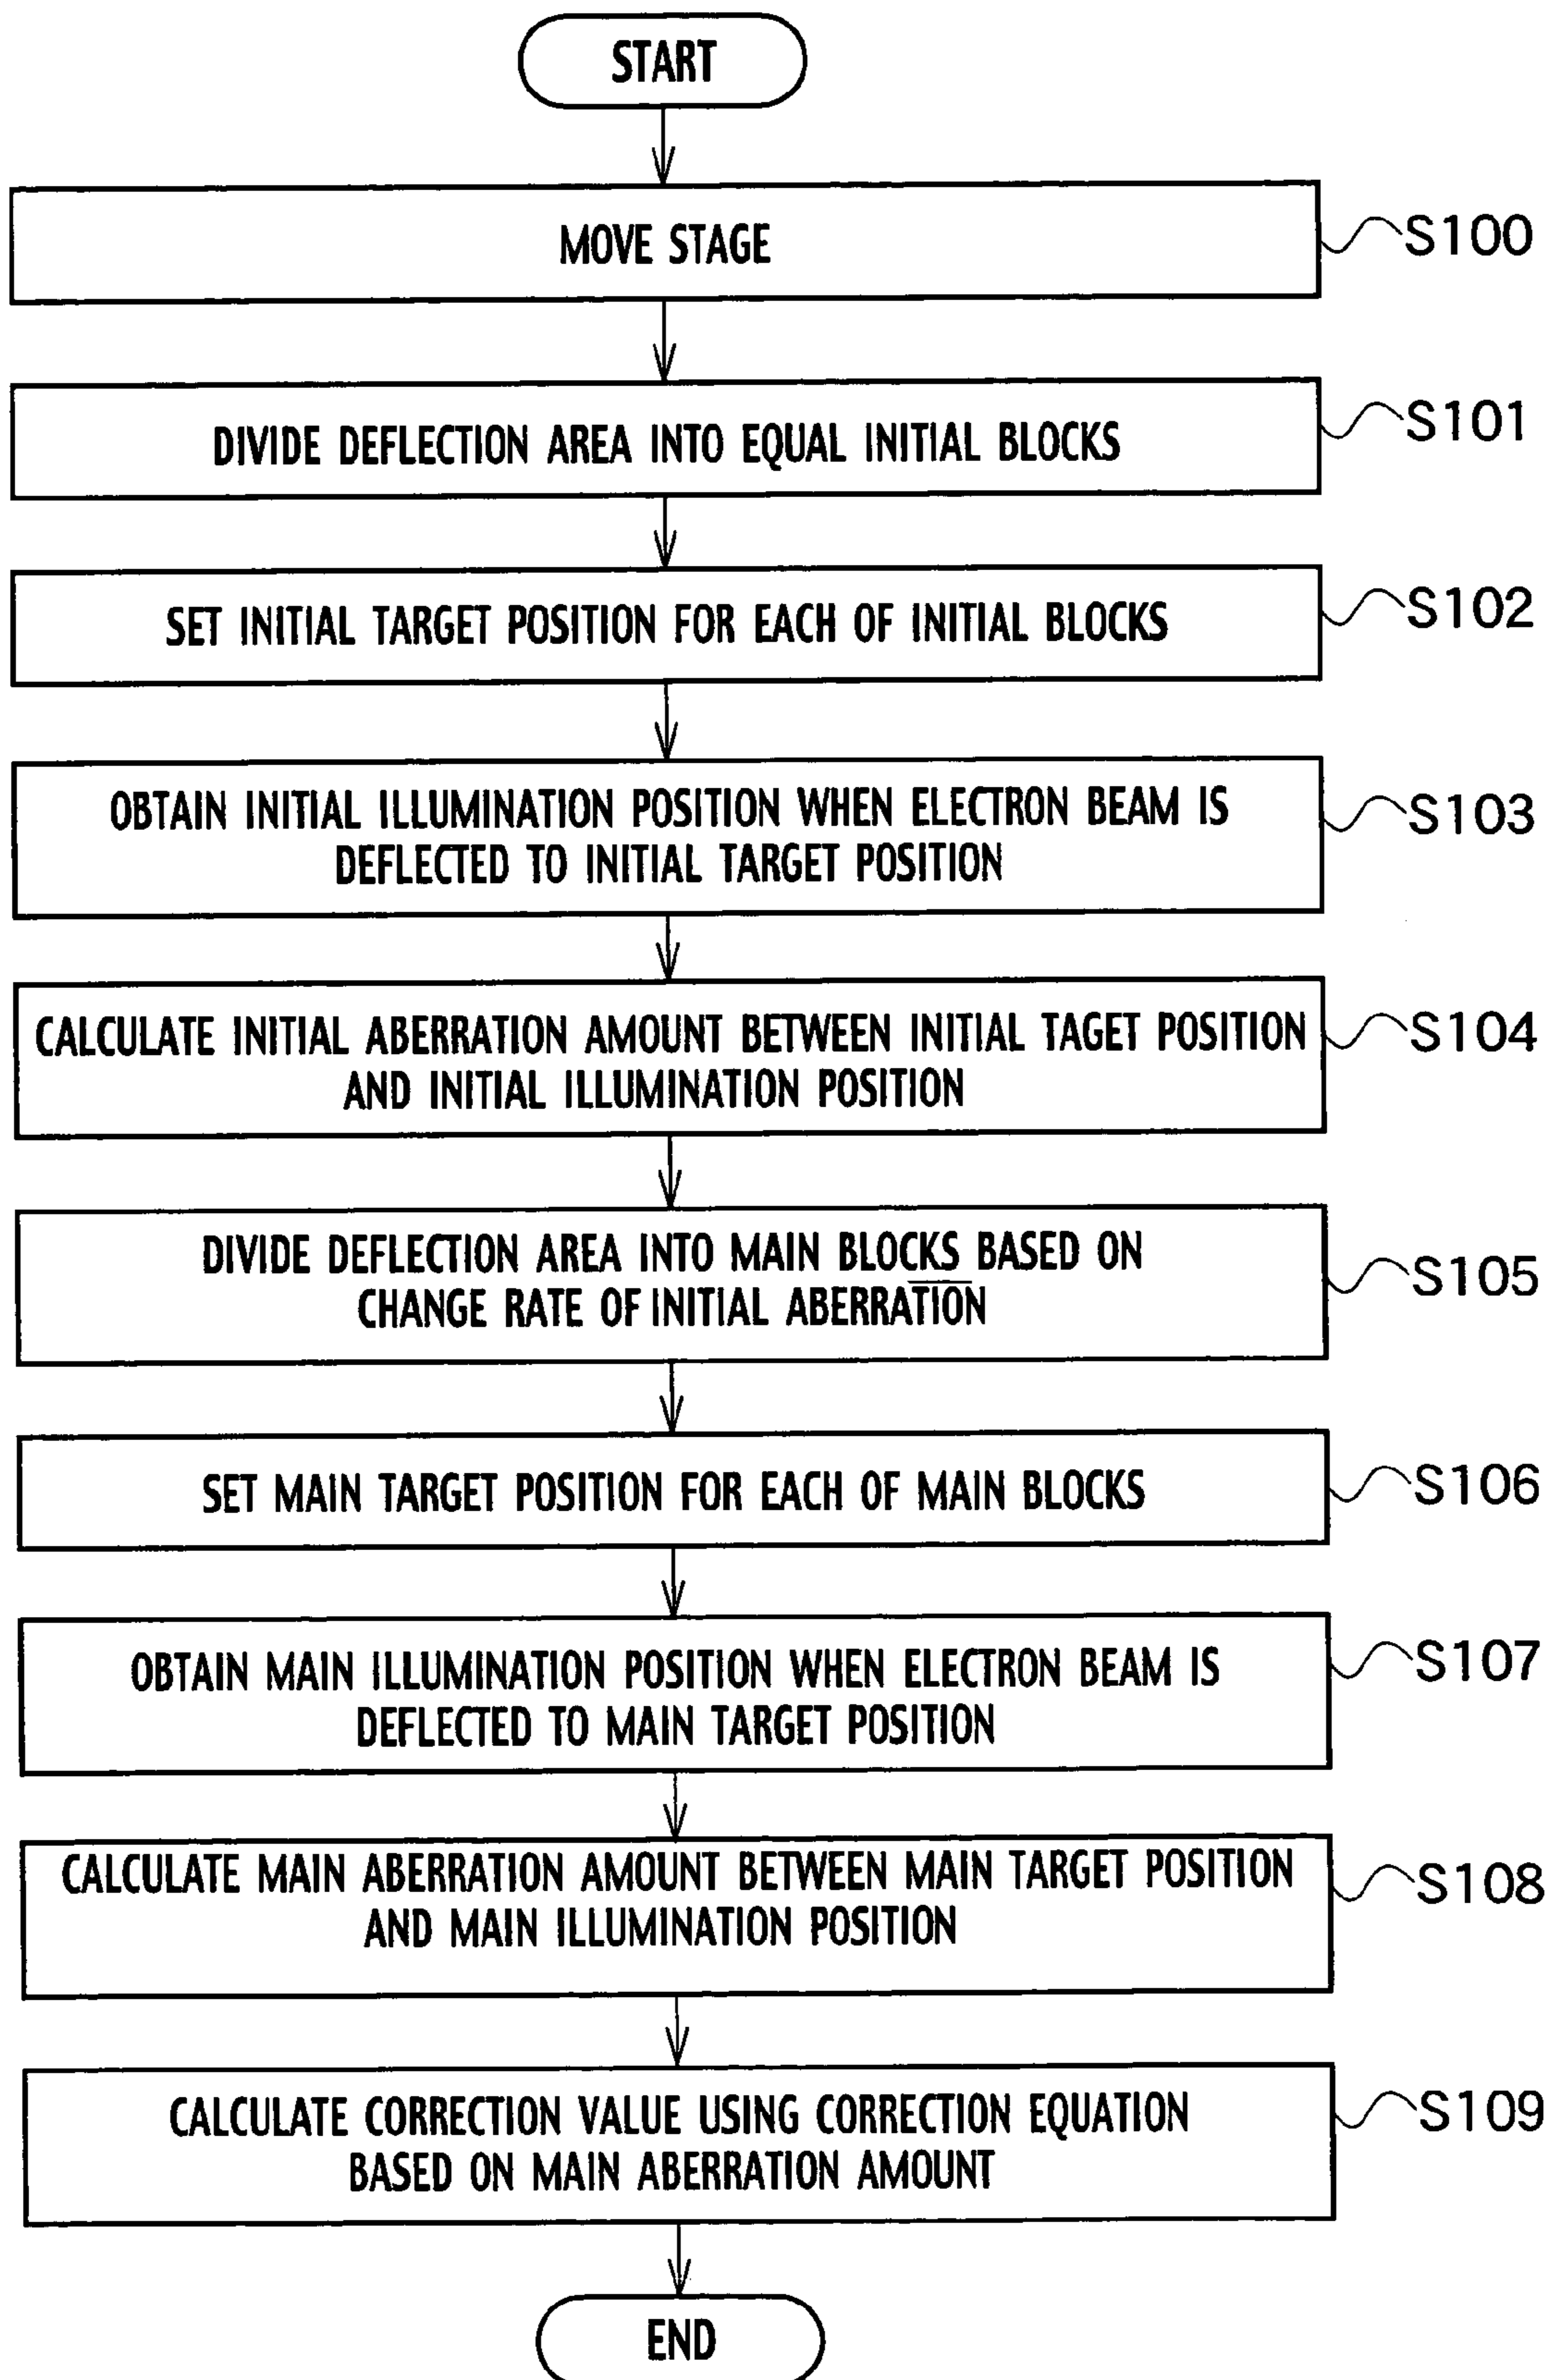 START
MOVE STAGE
S100
DIVIDE DEFLECTION AREA INTO EQUAL INITIAL BLOCKS
S101
SET INITIAL TARGET POSITION FOR EACH OF INITIAL BLOCKS
S102
OBTAIN INITIAL ILLUMINATION POSITION WHEN ELECTRON BEAM IS
DEFLECTED TO INITIAL TARGET POSITION
S103
CALCULATE INITIAL ABERRATION AMOUNT BETWEEN INITIAL TAGET POSITION
AND INITIAL ILLUMINATION POSITION
S104
DIVIDE DEFLECTION AREA INTO MAIN BLOCKS BASED ON
CHANGE RATE OF INITIAL ABERRATION
S105
SET MAIN TARGET POSITION FOR EACH OF MAIN BLOCKS
S106
OBTAIN MAIN ILLUMINATION POSITION WHEN ELECTRON BEAM IS
DEFLECTED TO MAIN TARGET POSITION
S107
CALCULATE MAIN ABERRATION AMOUNT BETWEEN MAIN TARGET POSITION
AND MAIN ILLUMINATION POSITION
S108
CALCULATE CORRECTION VALUE USING CORRECTION EQUATION
BASED ON MAIN ABERRATION AMOUNT
S109
END